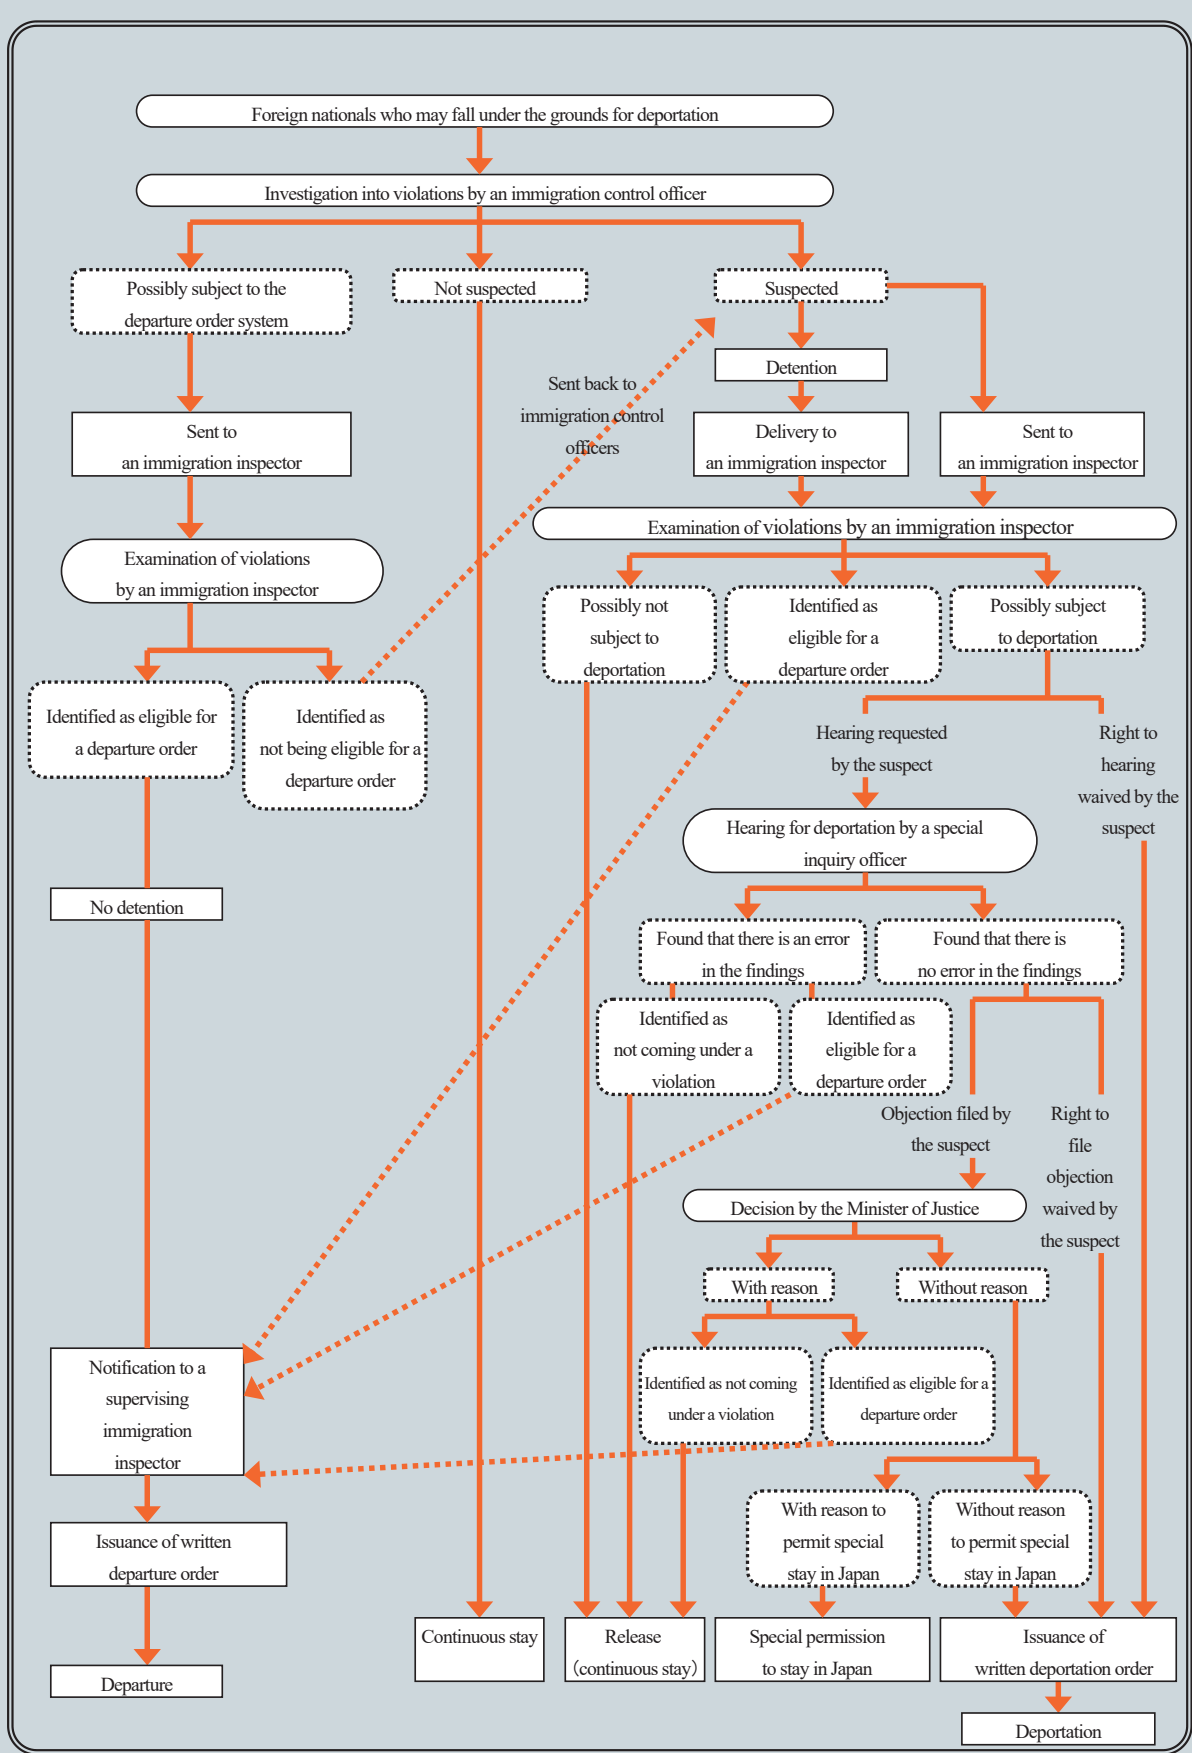 Foreign nationals who may fall under the grounds for deportation
Investigation into violations by an immigration control officer
Possibly subject to the
departure order system
Not suspected
Suspected
Detention
Sent back to
immigration control
officers
Sent to
an immigration inspector
Delivery to
an immigration inspector
Sent to
an immigration inspector
Examination of violations by an immigration inspector
Examination of violations
by an immigration inspector
Possibly not
subject to
deportation
Identified as
eligible for a
departure order
Possibly subject
to deportation
Identified as eligible for
a departure order
Identified as
not being eligible for a
departure order
Hearing requested
by the suspect
Right to
hearing
waived by the
suspect
Hearing for deportation by a special
inquiry officer
No detention
Found that there is an error
in the findings
Found that there is
no error in the findings
Identified as
not coming under a
violation
Identified as
eligible for a
departure order
Objection filed by
the suspect
Right to
file
objection
waived by
the suspect
Decision by the Minister of Justice
With reason
Without reason
Notification to a
supervising
immigration
inspector
Identified as not coming
under a violation
Identified as eligible for a
departure order
With reason to
permit special
stay in Japan
Without reason
to permit special
stay in Japan
Issuance of written
departure order
Continuous stay
Release
(continuous stay)
Special permission
to stay in Japan
Issuance of
written deportation order
Departure
Deportation